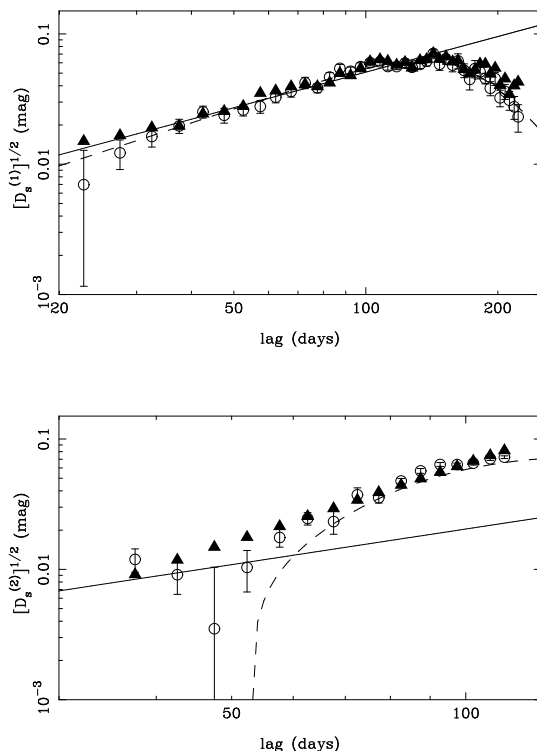 0.1
0.01
10^{-3}
[D_s^{(1)}]^{1/2} (mag)
20 50 100 200
lag (days)
0.1
0.01
10^{-3}
[D_s^{(2)}]^{1/2} (mag)
50 100
lag (days)